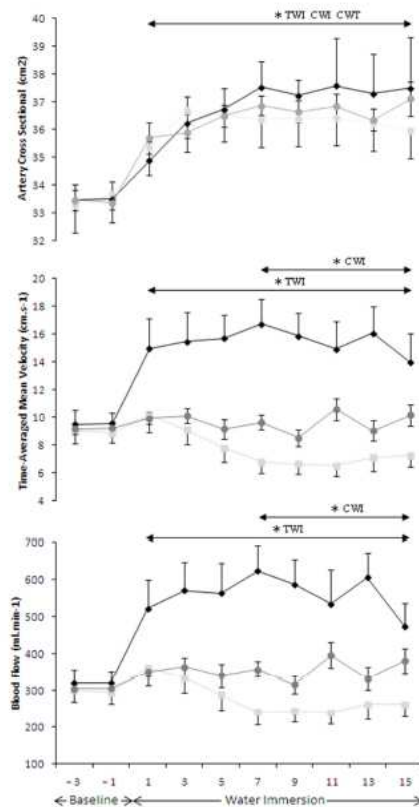 * TWI CWI CWT
Artery Cross Sectional (cm2)
40
39
38
37
36
35
34
33
32
* CWI
* TWI
Time-Averaged Mean Velocity (cm.s-1)
20
18
16
14
12
10
8
6
4
* CWI
* TWI
Blood Flow (mL.min-1)
700
600
500
400
300
200
100
-3 -1 1 3 5 7 9 11 13 15
Baseline Water Immersion